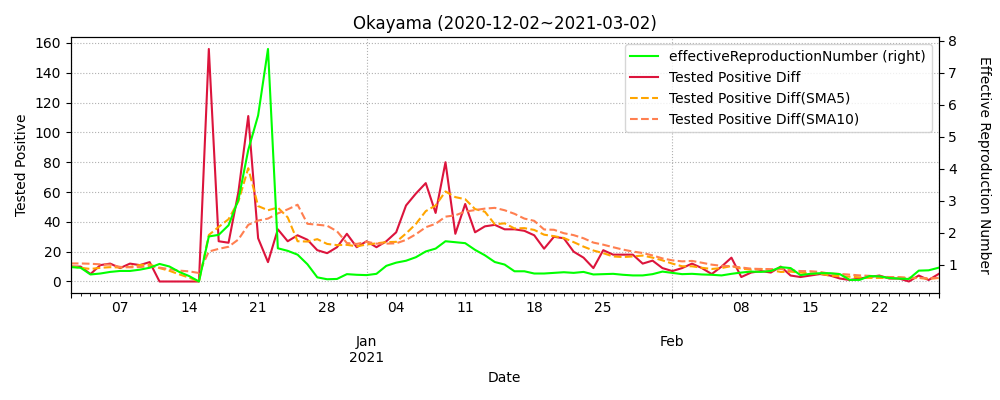 Okayama (2020-12-02~2021-03-02)
effectiveReproductionNumber (right)
Tested Positive Diff
Tested Positive Diff(SMA5)
Tested Positive Diff(SMA10)
Tested Positive
160
140
120
100
80
60
40
20
0
8
7
6
5
4
3
2
1
Effective Reproduction Number
07 14 21 28 04 11 18 25 08 15 22
Jan Feb
2021
Date